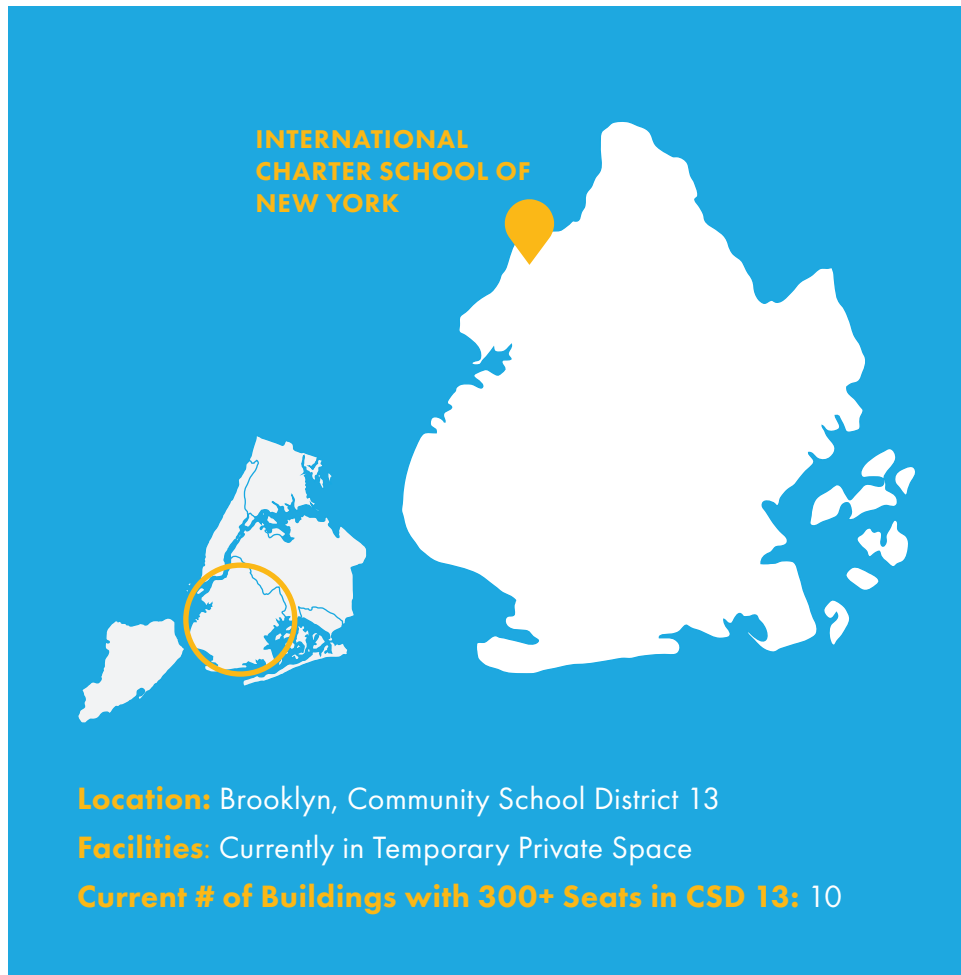 INTERNATIONAL
CHARTER SCHOOL OF
NEW YORK
Location: Brooklyn, Community School District 13
Facilities: Currently in Temporary Private Space
Current # of Buildings with 300+ Seats in CSD 13: 10